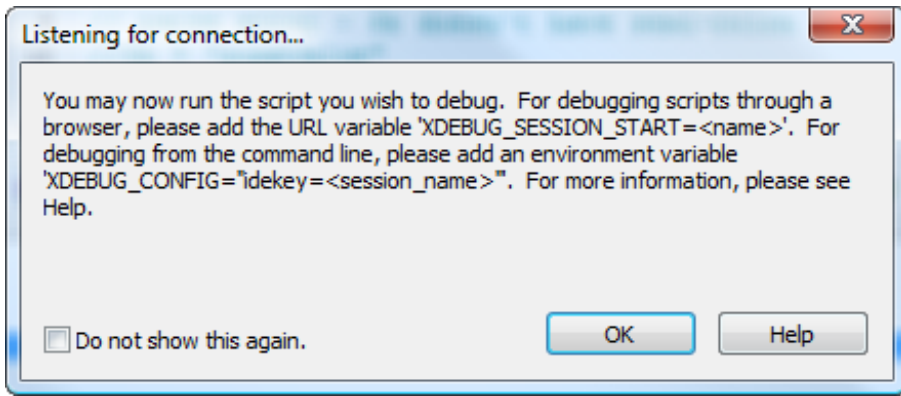 Listening for connection...
You may now run the script you wish to debug.  For debugging scripts through a
browser, please add the URL variable 'XDEBUG_SESSION_START=<name>'.  For
debugging from the command line, please add an environment variable
'XDEBUG_CONFIG="idekey=<session_name>"'.  For more information, please see
Help.
Do not show this again.
OK
Help